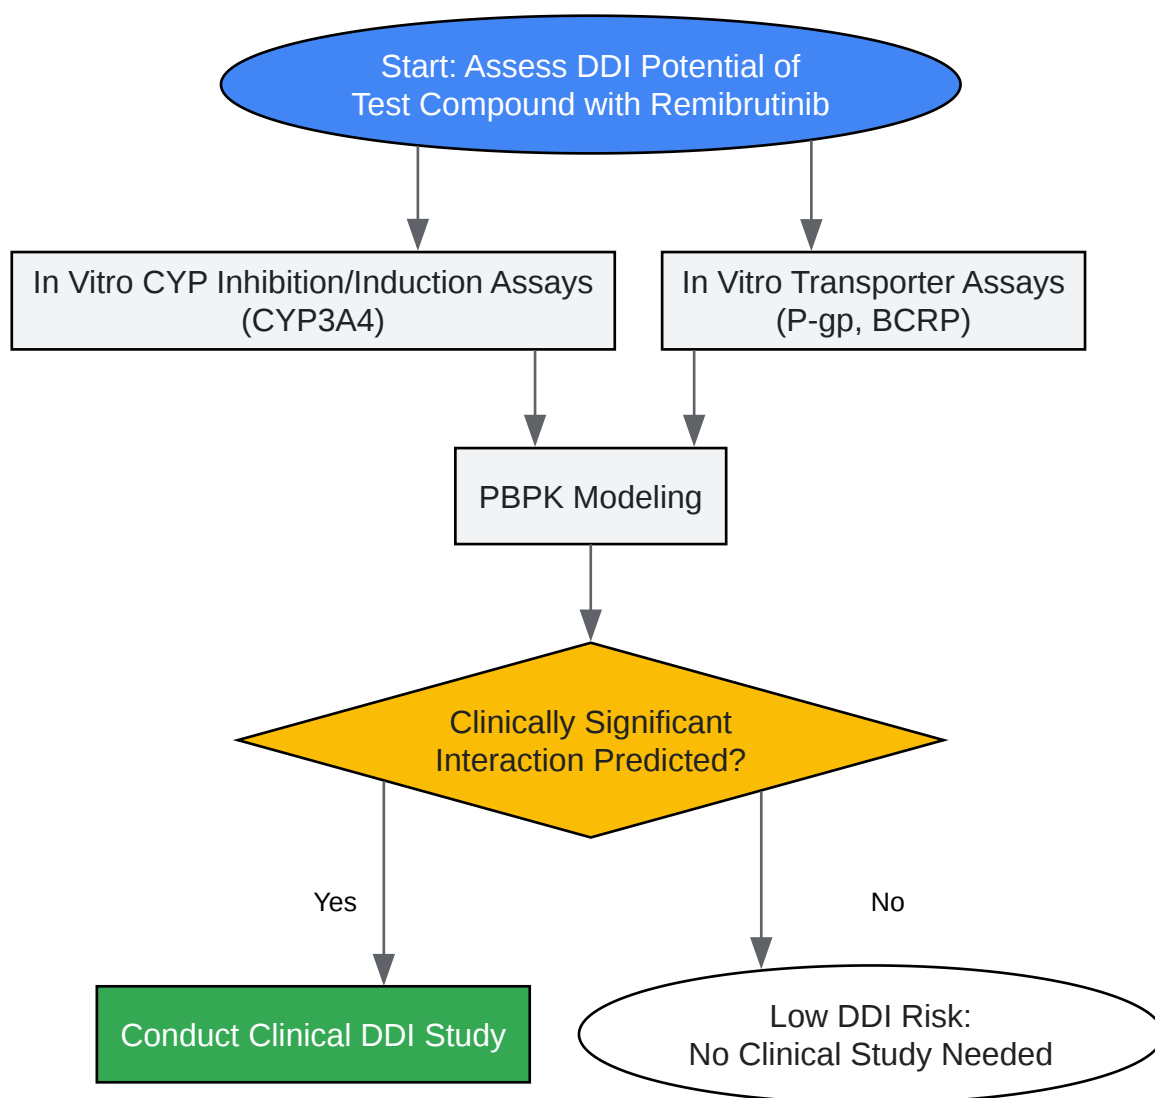 Start: Assess DDI Potential of
Test Compound with Remibrutinib
In Vitro CYP Inhibition/Induction Assays
(CYP3A4)
In Vitro Transporter Assays
(P-gp, BCRP)
PBPK Modeling
Clinically Significant
Interaction Predicted?
Yes
No
Conduct Clinical DDI Study
Low DDI Risk:
No Clinical Study Needed